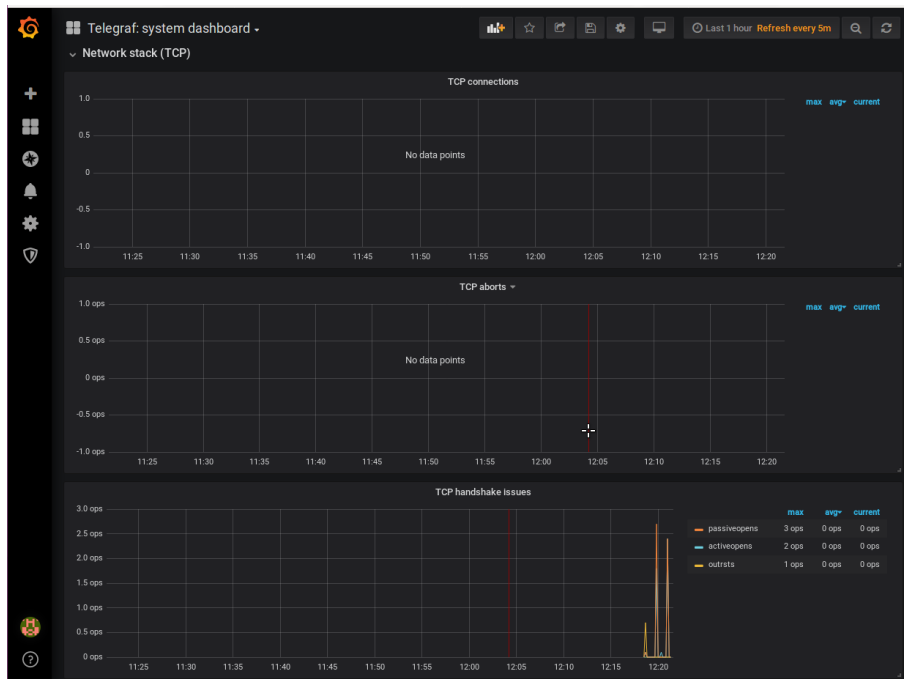 Telegraf: system dashboard
Last 1 hour Refresh every 5m
Network stack (TCP)
TCP connections
max avg current
1.0
0.5
0
-0.5
-1.0
No data points
11:25 11:30 11:35 11:40 11:45 11:50 11:55 12:00 12:05 12:10 12:15 12:20
TCP aborts
max avg current
1.0 ops
0.5 ops
0 ops
-0.5 ops
-1.0 ops
No data points
11:25 11:30 11:35 11:40 11:45 11:50 11:55 12:00 12:05 12:10 12:15 12:20
TCP handshake issues
3.0 ops
2.5 ops
2.0 ops
1.5 ops
1.0 ops
0.5 ops
0 ops
11:25 11:30 11:35 11:40 11:45 11:50 11:55 12:00 12:05 12:10 12:15 12:20
max avg current
passiveopens 3 ops 0 ops 0 ops
activeopens 2 ops 0 ops 0 ops
outrsts 1 ops 0 ops 0 ops